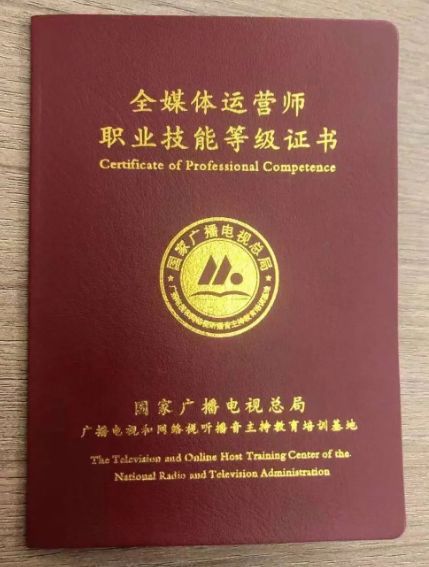 全媒体运营师
职业技能等级证书
Certificate of Professional Competence
国家广播电视总局
国家广播电视总局
广播电视和网络视听播音主持教育培训基地
The Television and Online Host Training Center of the
National Radio and Television Administration